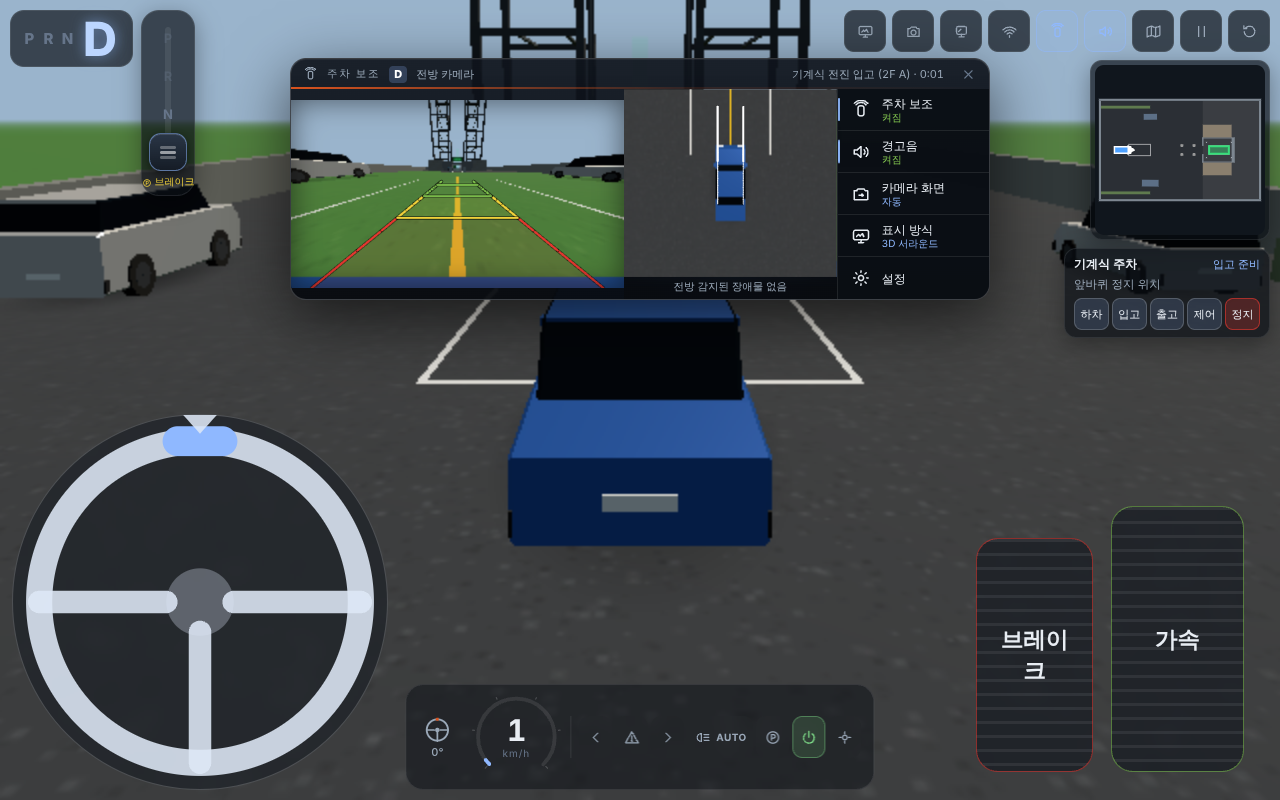 P R N D
P
R
N
브레이크
주차 보조
D
전방 카메라
기계식 전진 입고 (2F A) · 0:01
주차 보조
켜짐
경고음
켜짐
카메라 화면
자동
표시 방식
3D 서라운드
설정
전방 감지된 장애물 없음
기계식 주차
입고 준비
앞바퀴 정지 위치
하차
입고
출고
제어
정지
0°
1
km/h
AUTO
브레이
크
가속